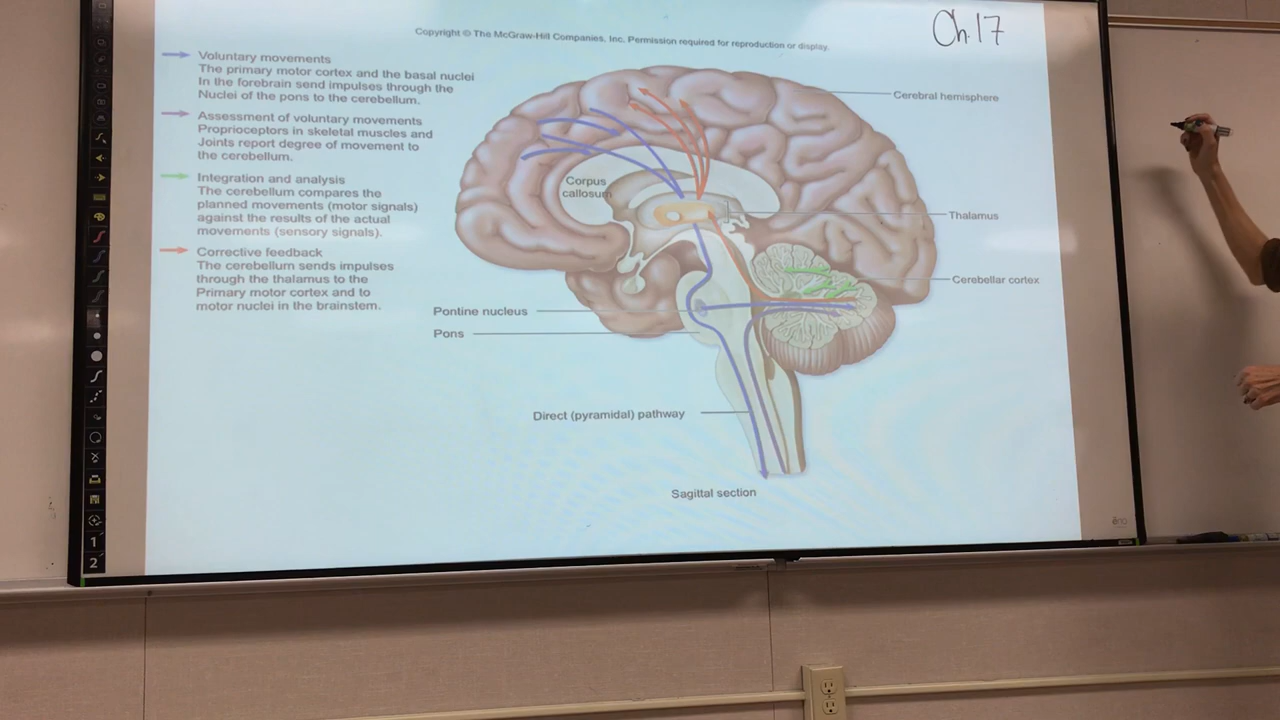 Copyright © The McGraw-Hill Companies, Inc. Permission required for reproduction or display.
Ch. 17
Voluntary movements
The primary motor cortex and the basal nuclei
In the forebrain send impulses through the
Nuclei of the pons to the cerebellum.
Assessment of voluntary movements
Proprioceptors in skeletal muscles and
Joints report degree of movement to
the cerebellum.
Integration and analysis
The cerebellum compares the
planned movements (motor signals)
against the results of the actual
movements (sensory signals).
Corrective feedback
The cerebellum sends impulses
through the thalamus to the
Primary motor cortex and to
motor nuclei in the brainstem.
Cerebral hemisphere
Corpus
callosum
Thalamus
Cerebellar cortex
Pontine nucleus
Pons
Direct (pyramidal) pathway
Sagittal section
1
2
eno